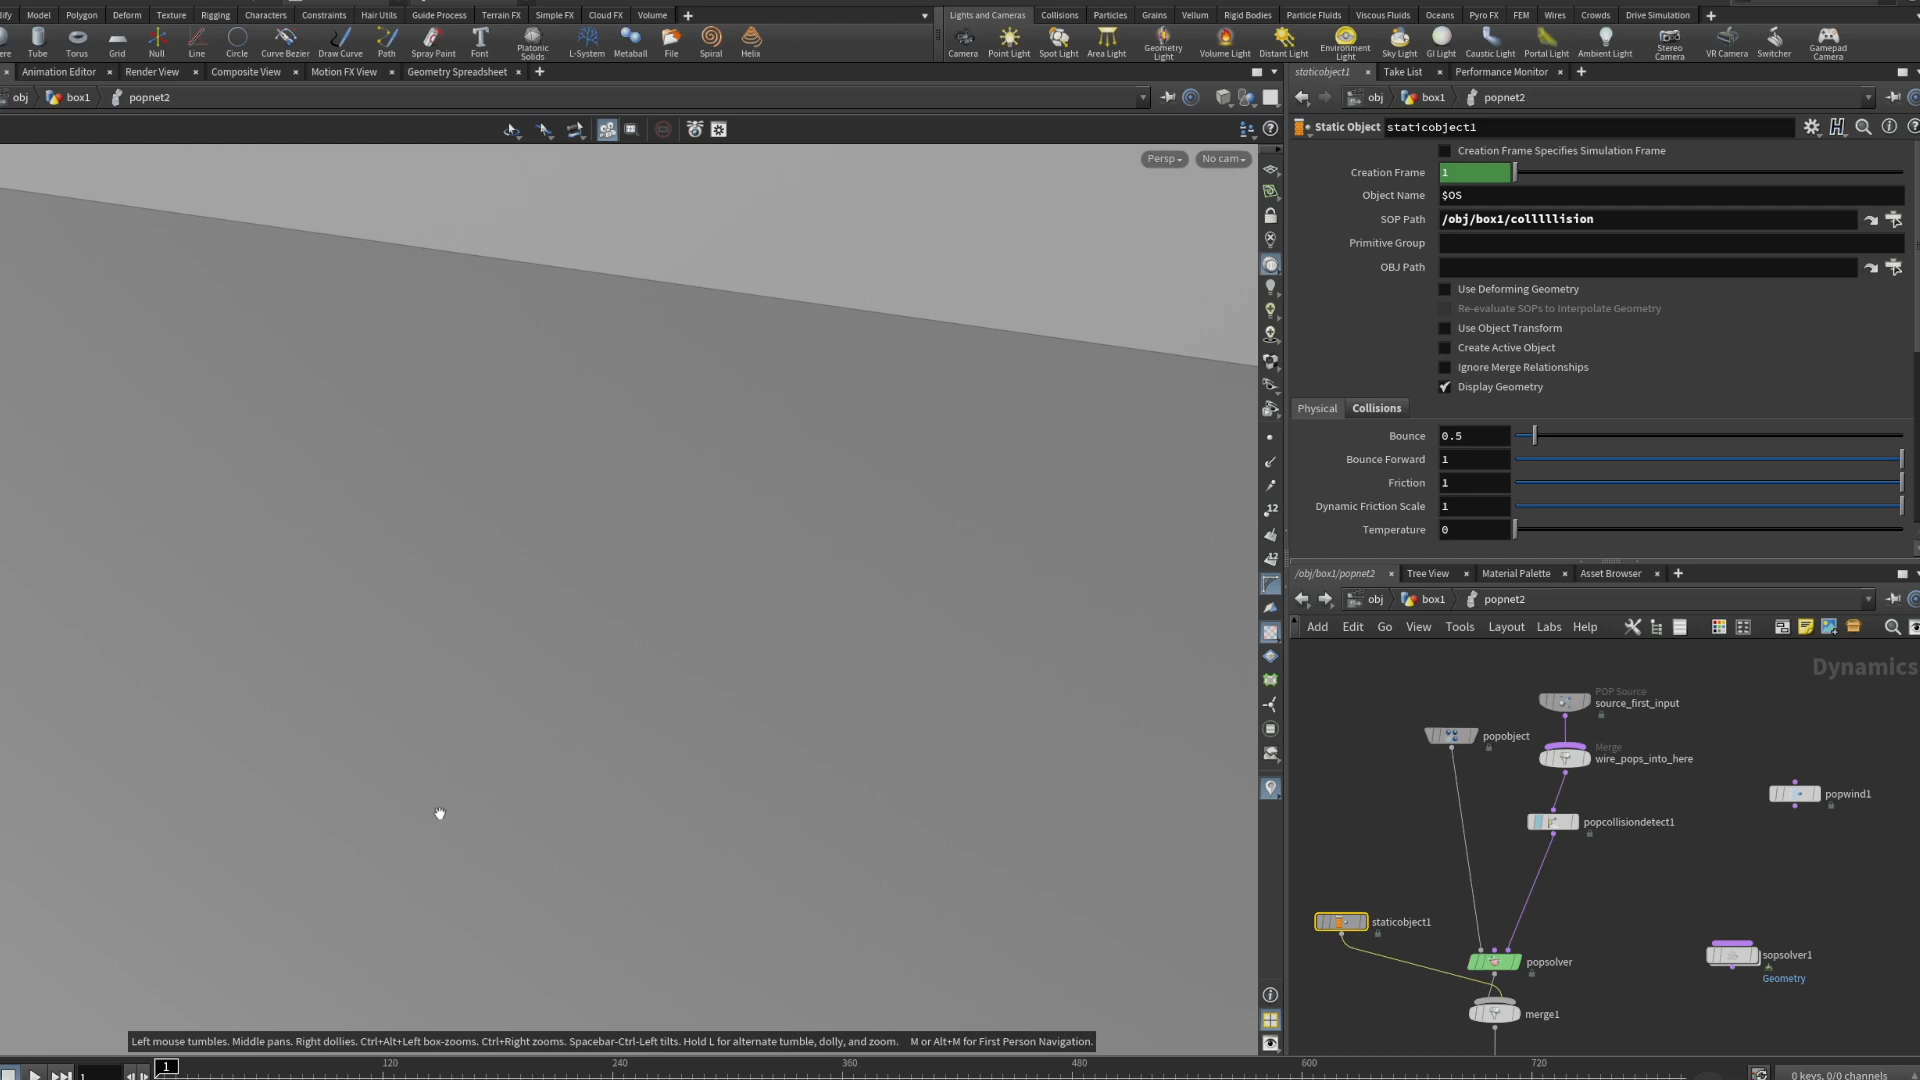 dify Model Polygon Deform Texture Rigging Characters Constraints Hair Utils Guide Process Terrain FX Simple FX Cloud FX Volume
Lights and Cameras Collisions Particles Grains Vellum Rigid Bodies Particle Fluids Viscous Fluids Oceans Pyro FX FEM Wires Crowds Drive Simulation
ere Tube Torus Grid Null Line Circle Curve Bezier Draw Curve Path Spray Paint Font Platonic Solids L-System Metaball File Spiral Helix
Camera Point Light Spot Light Area Light Geometry Light Volume Light Distant Light Environment Light Sky Light GI Light Caustic Light Portal Light Ambient Light Stereo Camera VR Camera Switcher Gamepad Camera
Animation Editor Render View Composite View Motion FX View Geometry Spreadsheet
staticobject1 Take List Performance Monitor
obj box1 popnet2
obj box1 popnet2
Static Object staticobject1
Persp No cam
Creation Frame Specifies Simulation Frame
Creation Frame 1
Object Name $OS
SOP Path /obj/box1/colllllision
Primitive Group
OBJ Path
Use Deforming Geometry
Re-evaluate SOPs to Interpolate Geometry
Use Object Transform
Create Active Object
Ignore Merge Relationships
Display Geometry
Physical Collisions
Bounce 0.5
Bounce Forward 1
Friction 1
Dynamic Friction Scale 1
Temperature 0
12
12
/obj/box1/popnet2 Tree View Material Palette Asset Browser
obj box1 popnet2
Add Edit Go View Tools Layout Labs Help
Dynamics
POP Source
source_first_input
popobject
Merge
wire_pops_into_here
popwind1
popcollisiondetect1
staticobject1
popsolver
sopsolver1
Geometry
merge1
Left mouse tumbles. Middle pans. Right dollies. Ctrl+Alt+Left box-zooms. Ctrl+Right zooms. Spacebar-Ctrl-Left tilts. Hold L for alternate tumble, dolly, and zoom. M or Alt+M for First Person Navigation.
1 1 120 240 360 480 600 720
0 keys, 0/0 channels